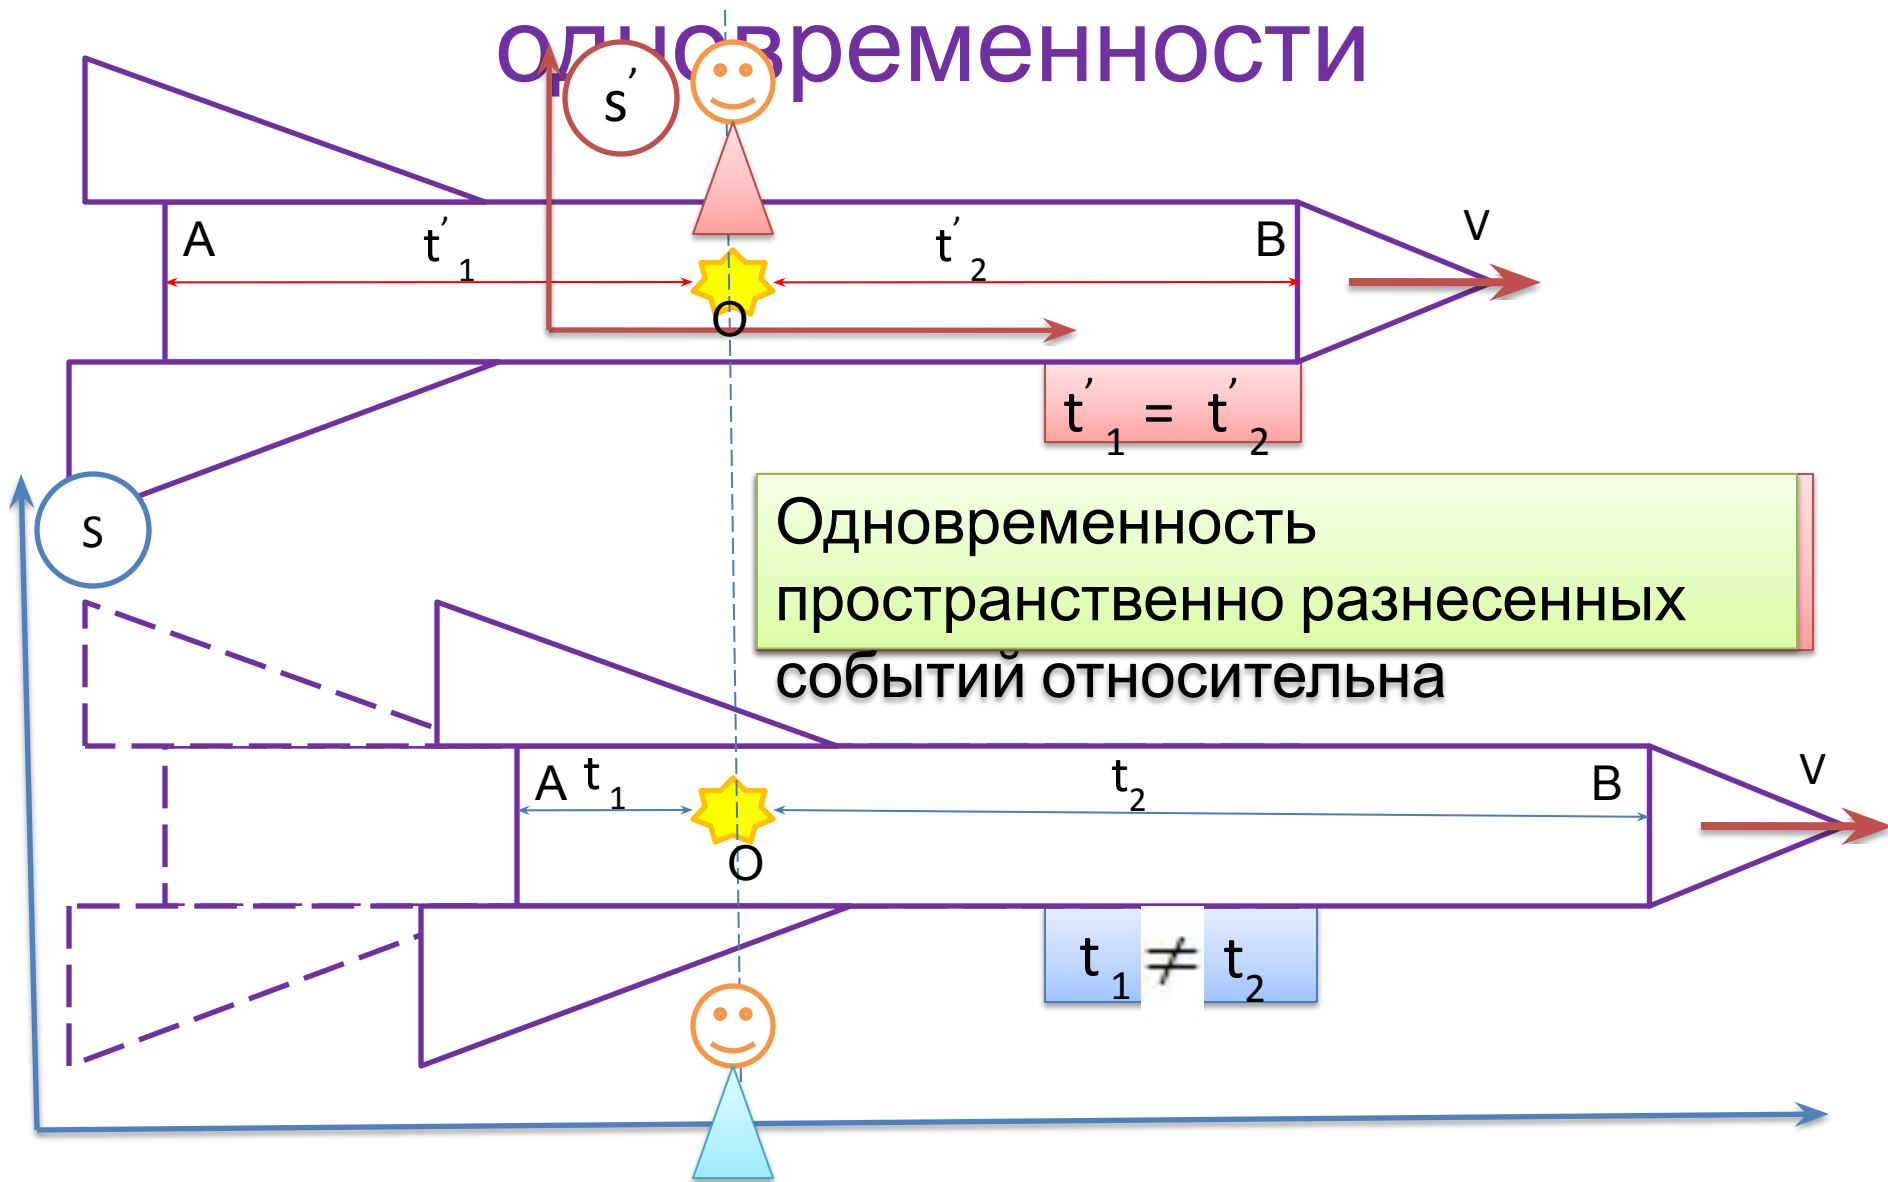 одновременности
s′
A t′1 t′2 B V
O
t′1 = t′2
s
Одновременность
пространственно разнесенных
событий относительна
A t1 t2 B V
O
t1 ≠ t2